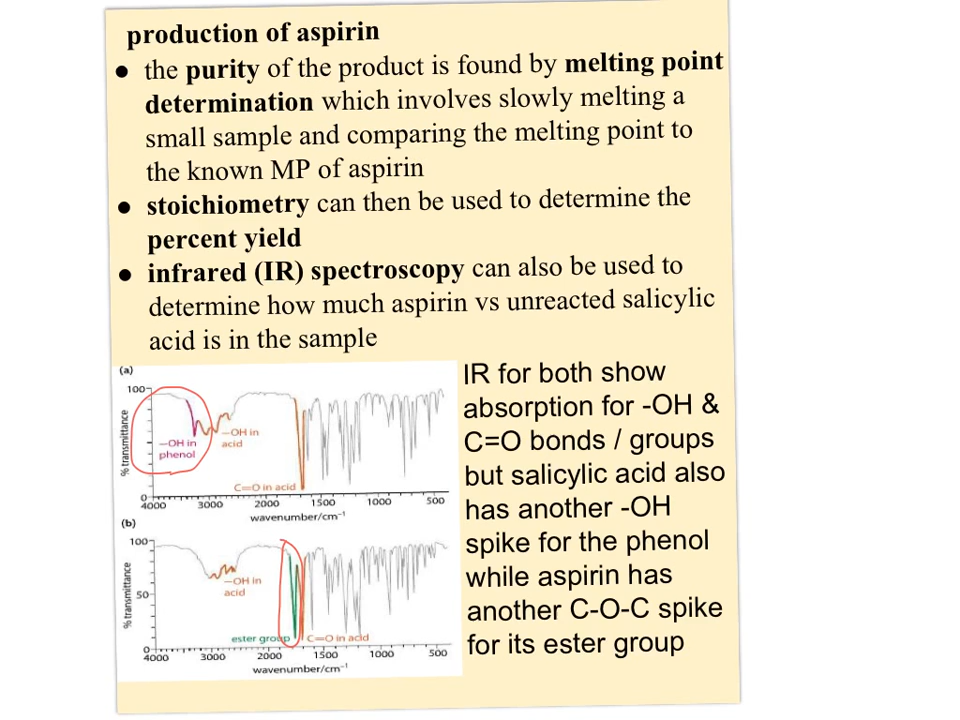 production of aspirin
● the purity of the product is found by melting point
determination which involves slowly melting a
small sample and comparing the melting point to
the known MP of aspirin
● stoichiometry can then be used to determine the
percent yield
● infrared (IR) spectroscopy can also be used to
determine how much aspirin vs unreacted salicylic
acid is in the sample
(a)
100
% transmittance
—OH in
phenol
—OH in
acid
C=O in acid
0
4000 3000 2000 1500 1000 500
wavenumber/cm⁻¹
(b)
100
50
% transmittance
—OH in
acid
ester group
C=O in acid
0
4000 3000 2000 1500 1000 500
wavenumber/cm⁻¹
IR for both show
absorption for -OH &
C=O bonds / groups
but salicylic acid also
has another -OH
spike for the phenol
while aspirin has
another C-O-C spike
for its ester group